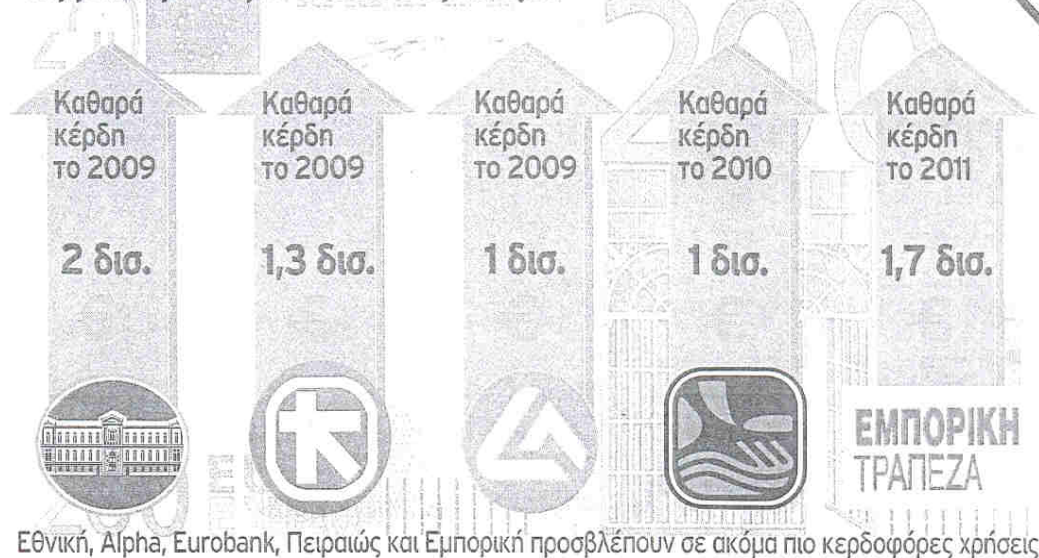 Καθαρά
κέρδη
το 2009
2 δισ.
Καθαρά
κέρδη
το 2009
1,3 δισ.
Καθαρά
κέρδη
το 2009
1 δισ.
Καθαρά
κέρδη
το 2010
1 δισ.
Καθαρά
κέρδη
το 2011
1,7 δισ.
ΕΜΠΟΡΙΚΗ
ΤΡΑΠΕΖΑ
Εθνική, Alpha, Eurobank, Πειραιώς και Εμπορική προσβλέπουν σε ακόμα πιο κερδοφόρες χρήσεις